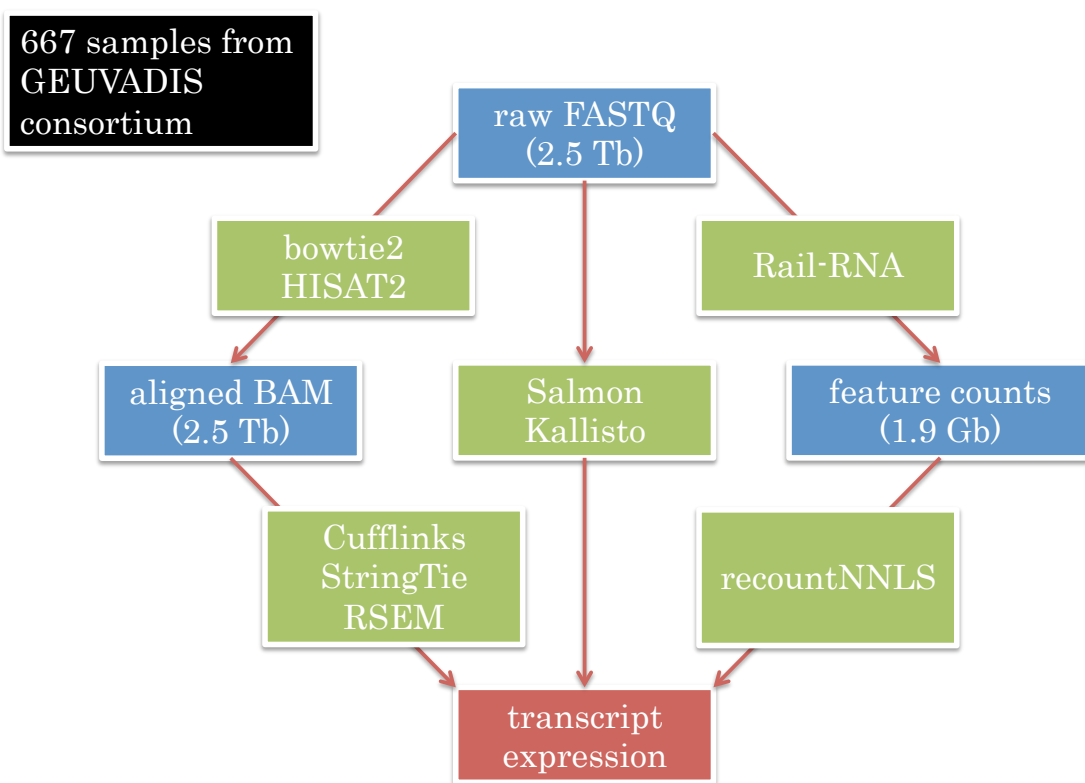 667 samples from
GEUVADIS
consortium
raw FASTQ
(2.5 Tb)
bowtie2
HISAT2
Rail-RNA
aligned BAM
(2.5 Tb)
Salmon
Kallisto
feature counts
(1.9 Gb)
Cufflinks
StringTie
RSEM
recountNNLS
transcript
expression